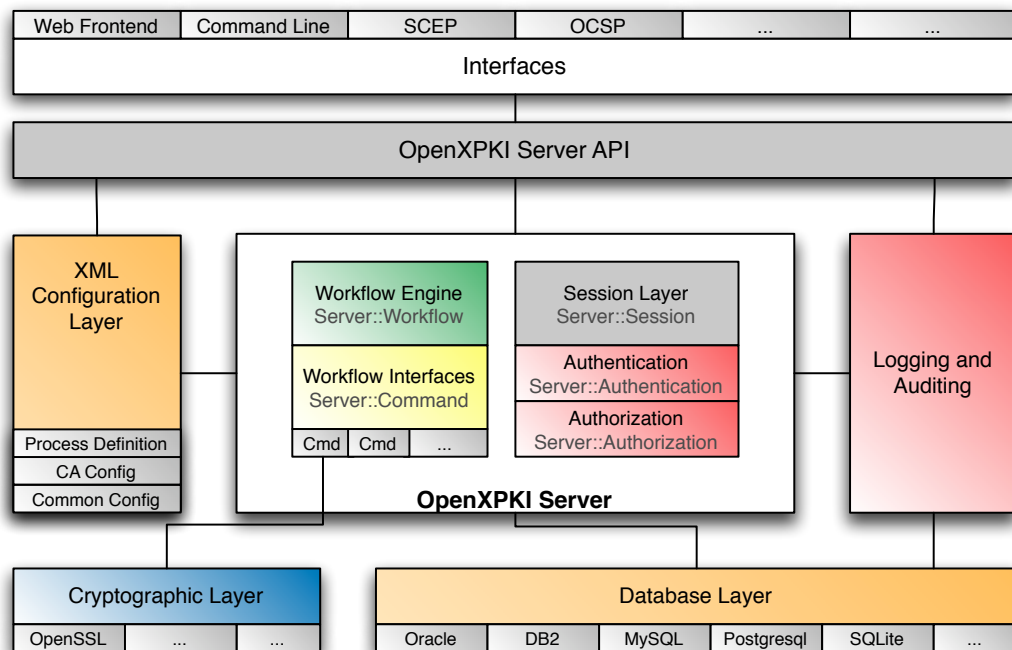 Web Frontend
Command Line
SCEP
OCSP
...
...
Interfaces
OpenXPKI Server API
XML
Configuration
Layer
Process Definition
CA Config
Common Config
Workflow Engine
Server::Workflow
Workflow Interfaces
Server::Command
Cmd
Cmd
...
Session Layer
Server::Session
Authentication
Server::Authentication
Authorization
Server::Authorization
OpenXPKI Server
Logging and
Auditing
Cryptographic Layer
OpenSSL
...
...
Database Layer
Oracle
DB2
MySQL
Postgresql
SQLite
...